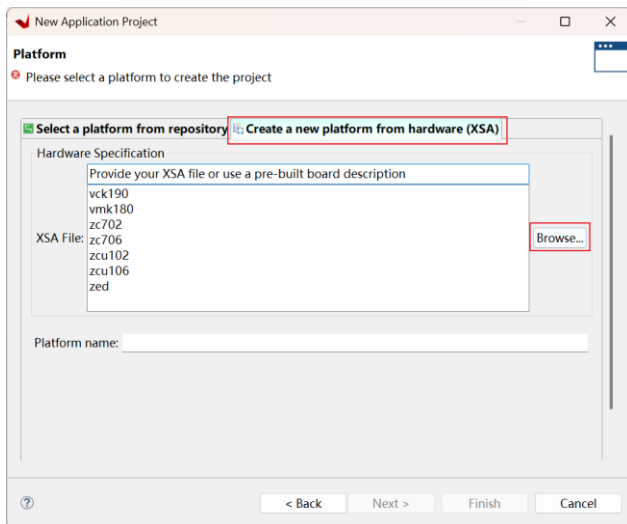 New Application Project
Platform
Please select a platform to create the project
Select a platform from repository Create a new platform from hardware (XSA)
Hardware Specification
Provide your XSA file or use a pre-built board description
vck190
vmk180
zc702
XSA File: zc706 Browse...
zcu102
zcu106
zed
Platform name:
< Back Next > Finish Cancel